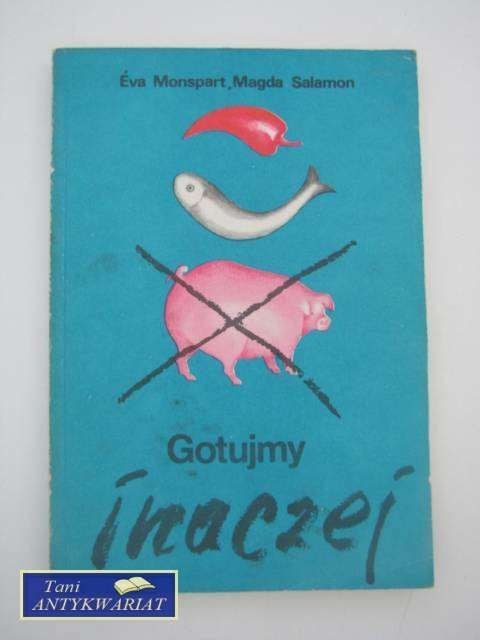 Éva Monspart, Magda Salamon
Gotujmy
inaczej
Tani
ANTYKWARIAT